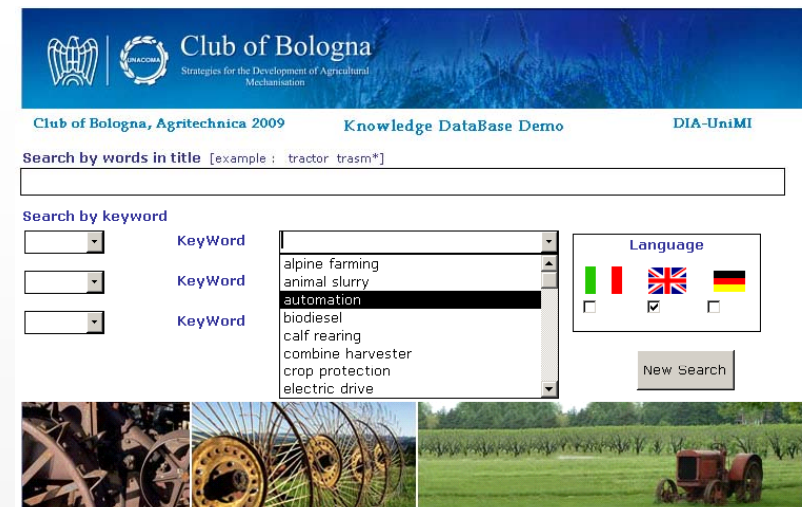 Club of Bologna
UNACOMA
Strategies for the Development of Agricultural
Mechanisation
Club of Bologna, Agritechnica 2009
Knowledge DataBase Demo
DIA-UniMI
Search by words in title [example : tractor trasm*]
Search by keyword
KeyWord
KeyWord
KeyWord
alpine farming
animal slurry
automation
biodiesel
calf rearing
combine harvester
crop protection
electric drive
Language
New Search